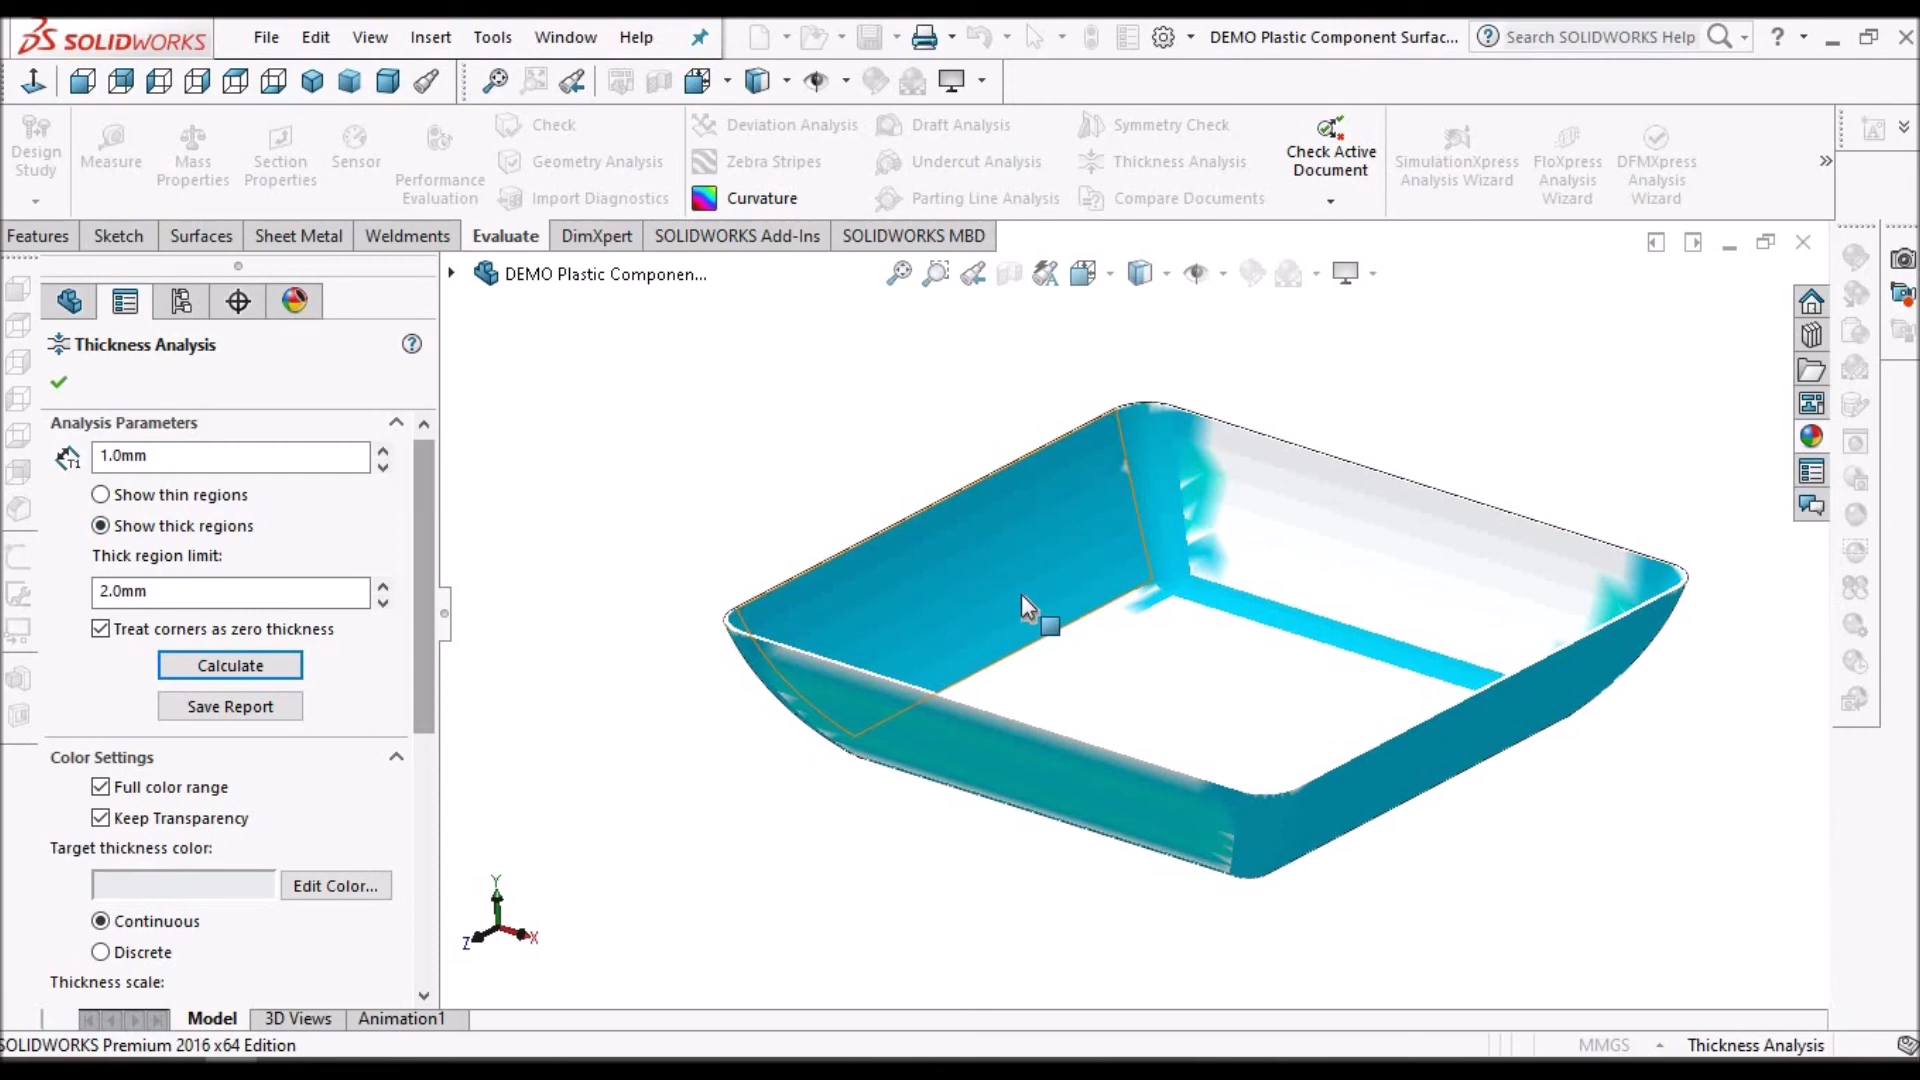 SOLIDWORKS
File Edit View Insert Tools Window Help
DEMO Plastic Component Surfac...
Search SOLIDWORKS Help
Design Study
Measure
Mass Properties
Section Properties
Sensor
Performance Evaluation
Check
Geometry Analysis
Import Diagnostics
Deviation Analysis
Zebra Stripes
Curvature
Draft Analysis
Undercut Analysis
Parting Line Analysis
Symmetry Check
Thickness Analysis
Compare Documents
Check Active Document
SimulationXpress Analysis Wizard
FloXpress Analysis Wizard
DFMXpress Analysis Wizard
Features Sketch Surfaces Sheet Metal Weldments Evaluate DimXpert SOLIDWORKS Add-Ins SOLIDWORKS MBD
DEMO Plastic Componen...
Thickness Analysis
Analysis Parameters
T1
1.0mm
Show thin regions
Show thick regions
Thick region limit:
2.0mm
Treat corners as zero thickness
Calculate
Save Report
Color Settings
Full color range
Keep Transparency
Target thickness color:
Edit Color...
Continuous
Discrete
Thickness scale:
Y
Z
X
Model 3D Views Animation1
SOLIDWORKS Premium 2016 x64 Edition
MMGS
Thickness Analysis